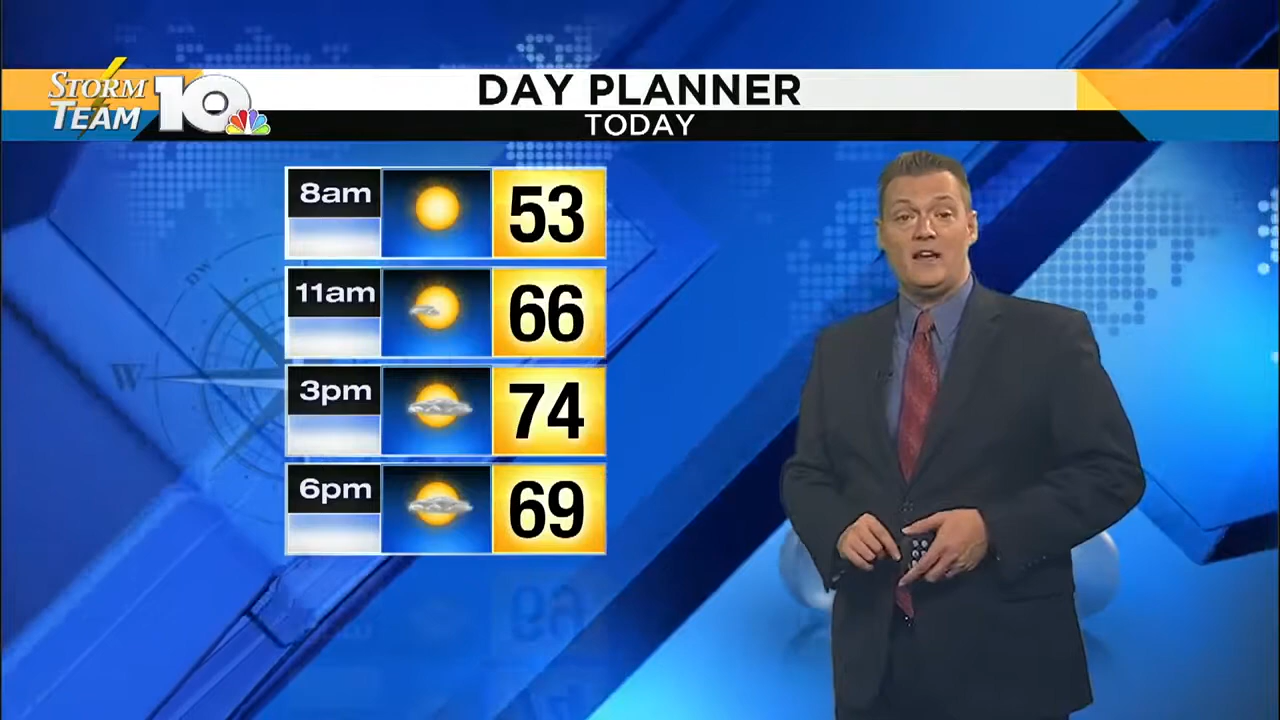 STORM TEAM 10
DAY PLANNER
TODAY
8am 53
11am 66
3pm 74
6pm 69
W